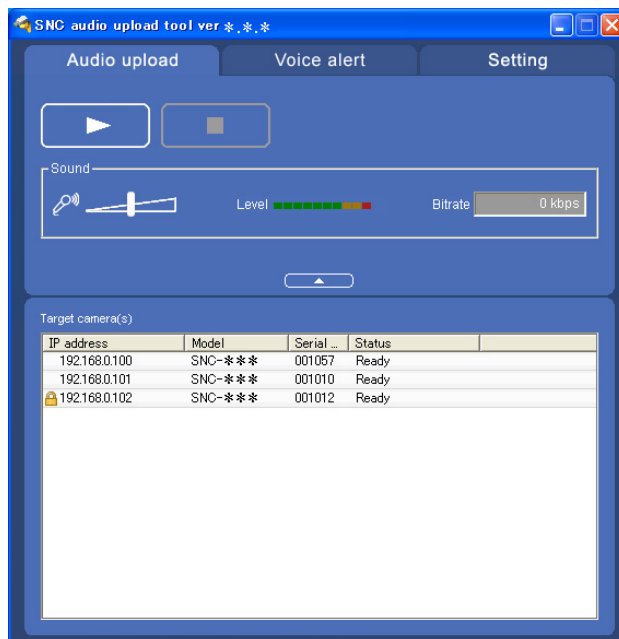 SNC audio upload tool ver *.*.*
Audio upload Voice alert Setting
Sound
Level Bitrate 0 kbps
Target camera(s)
IP address Model Serial ... Status
192.168.0.100 SNC-*** 001057 Ready
192.168.0.101 SNC-*** 001010 Ready
192.168.0.102 SNC-*** 001012 Ready